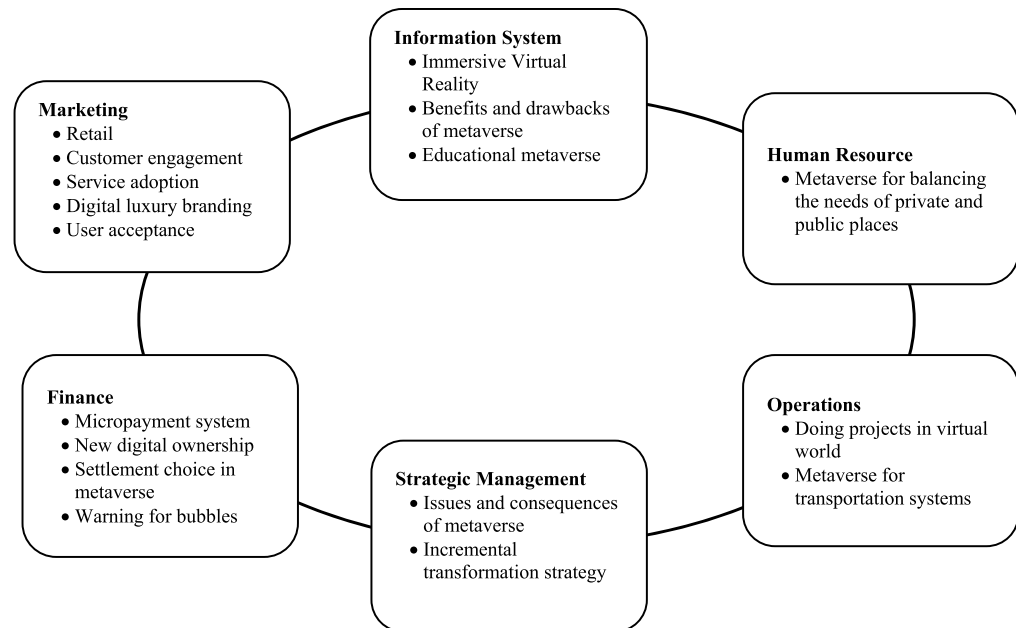 Information System
• Immersive Virtual
Reality
• Benefits and drawbacks
of metaverse
• Educational metaverse
Marketing
• Retail
• Customer engagement
• Service adoption
• Digital luxury branding
• User acceptance
Human Resource
• Metaverse for balancing
the needs of private and
public places
Finance
• Micropayment system
• New digital ownership
• Settlement choice in
metaverse
• Warning for bubbles
Strategic Management
• Issues and consequences
of metaverse
• Incremental
transformation strategy
Operations
• Doing projects in virtual
world
• Metaverse for
transportation systems